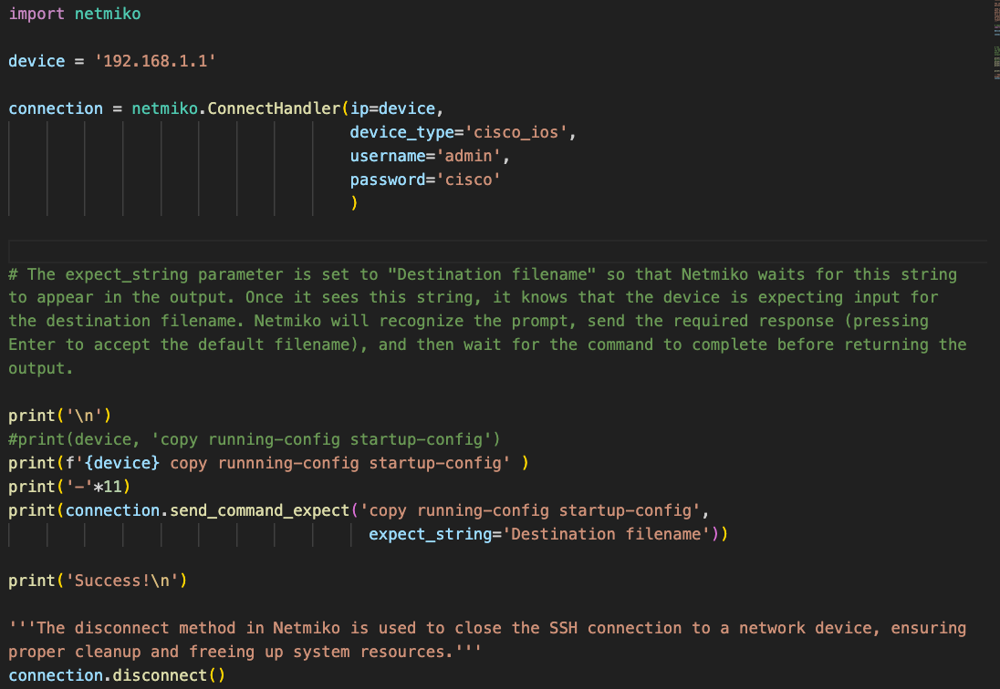 import netmiko
device = '192.168.1.1'
connection = netmiko.ConnectHandler(ip=device,
device_type='cisco_ios',
username='admin',
password='cisco'
)
# The expect_string parameter is set to "Destination filename" so that Netmiko waits for this string
to appear in the output. Once it sees this string, it knows that the device is expecting input for
the destination filename. Netmiko will recognize the prompt, send the required response (pressing
Enter to accept the default filename), and then wait for the command to complete before returning the
output.
print('\n')
#print(device, 'copy running-config startup-config')
print(f'{device} copy runnning-config startup-config' )
print('-'*11)
print(connection.send_command_expect('copy running-config startup-config',
expect_string='Destination filename'))
print('Success!\n')
'''The disconnect method in Netmiko is used to close the SSH connection to a network device, ensuring
proper cleanup and freeing up system resources.'''
connection.disconnect()